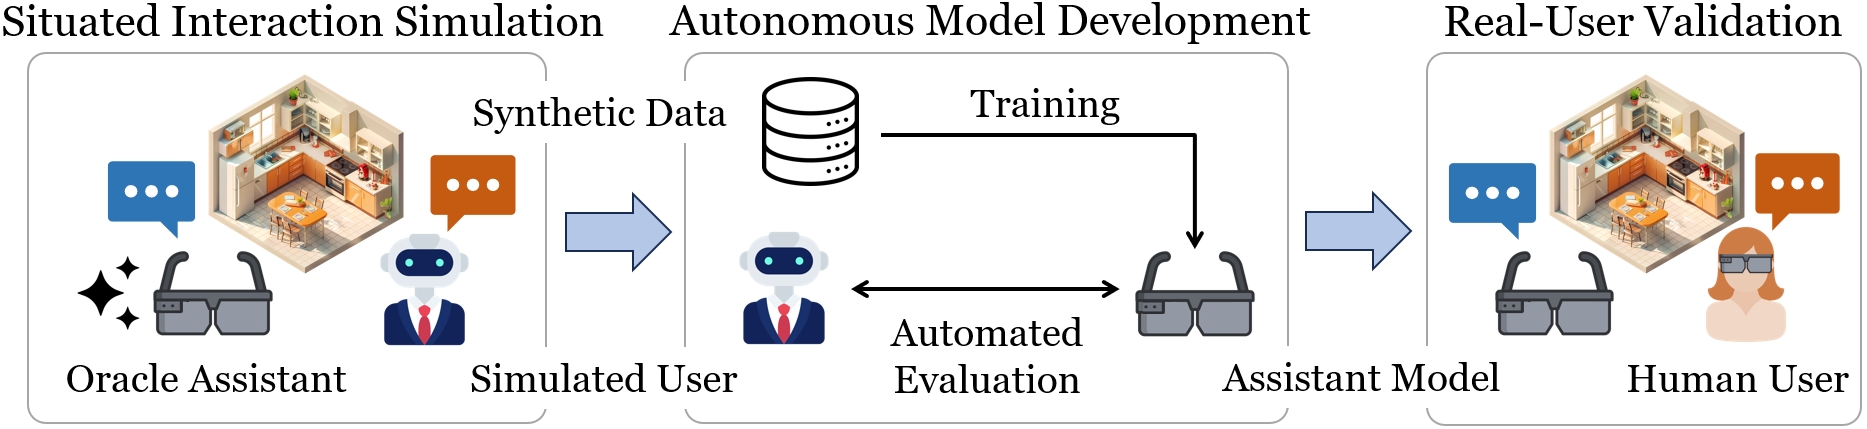 Situated Interaction Simulation
Autonomous Model Development
Real-User Validation
Synthetic Data
Training
Automated
Evaluation
Oracle Assistant
Simulated User
Assistant Model
Human User